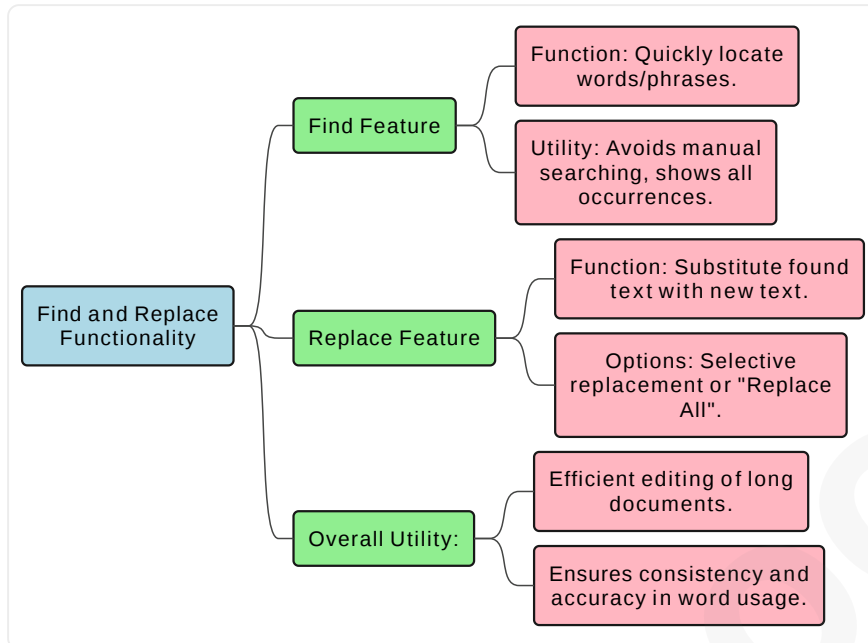 Find and Replace
Functionality
Find Feature
Function: Quickly locate
words/phrases.
Utility: Avoids manual
searching, shows all
occurrences.
Replace Feature
Function: Substitute found
text with new text.
Options: Selective
replacement or "Replace
All".
Overall Utility:
Efficient editing of long
documents.
Ensures consistency and
accuracy in word usage.